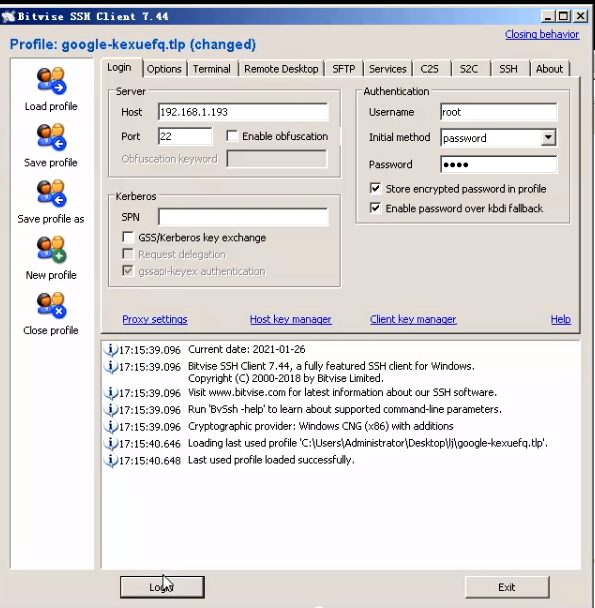 Bitvise SSH Client 7.44
Closing behavior
Profile: google-kexuefq.tlp (changed)
Load profile
Save profile
Save profile as
New profile
Close profile
Login Options Terminal Remote Desktop SFTP Services C2S S2C SSH About
Server
Host 192.168.1.193
Port 22 Enable obfuscation
Obfuscation keyword
Kerberos
SPN
GSS/Kerberos key exchange
Request delegation
gssapi-keyex authentication
Authentication
Username root
Initial method password
Password ●●●●
Store encrypted password in profile
Enable password over kbdi fallback
Proxy settings Host key manager Client key manager Help
17:15:39.096 Current date: 2021-01-26
17:15:39.096 Bitvise SSH Client 7.44, a fully featured SSH client for Windows.
Copyright (C) 2000-2018 by Bitvise Limited.
17:15:39.096 Visit www.bitvise.com for latest information about our SSH software.
17:15:39.096 Run 'BvSsh -help' to learn about supported command-line parameters.
17:15:39.096 Cryptographic provider: Windows CNG (x86) with additions
17:15:40.646 Loading last used profile 'C:\Users\Administrator\Desktop\lj\google-kexuefq.tlp'.
17:15:40.648 Last used profile loaded successfully.
Login Exit